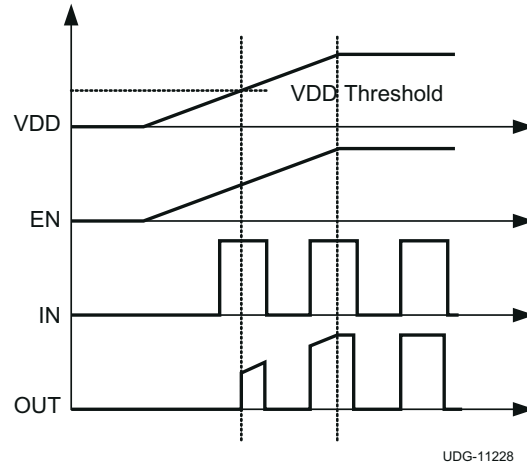 VDD Threshold
VDD
EN
IN
OUT
UDG-11228